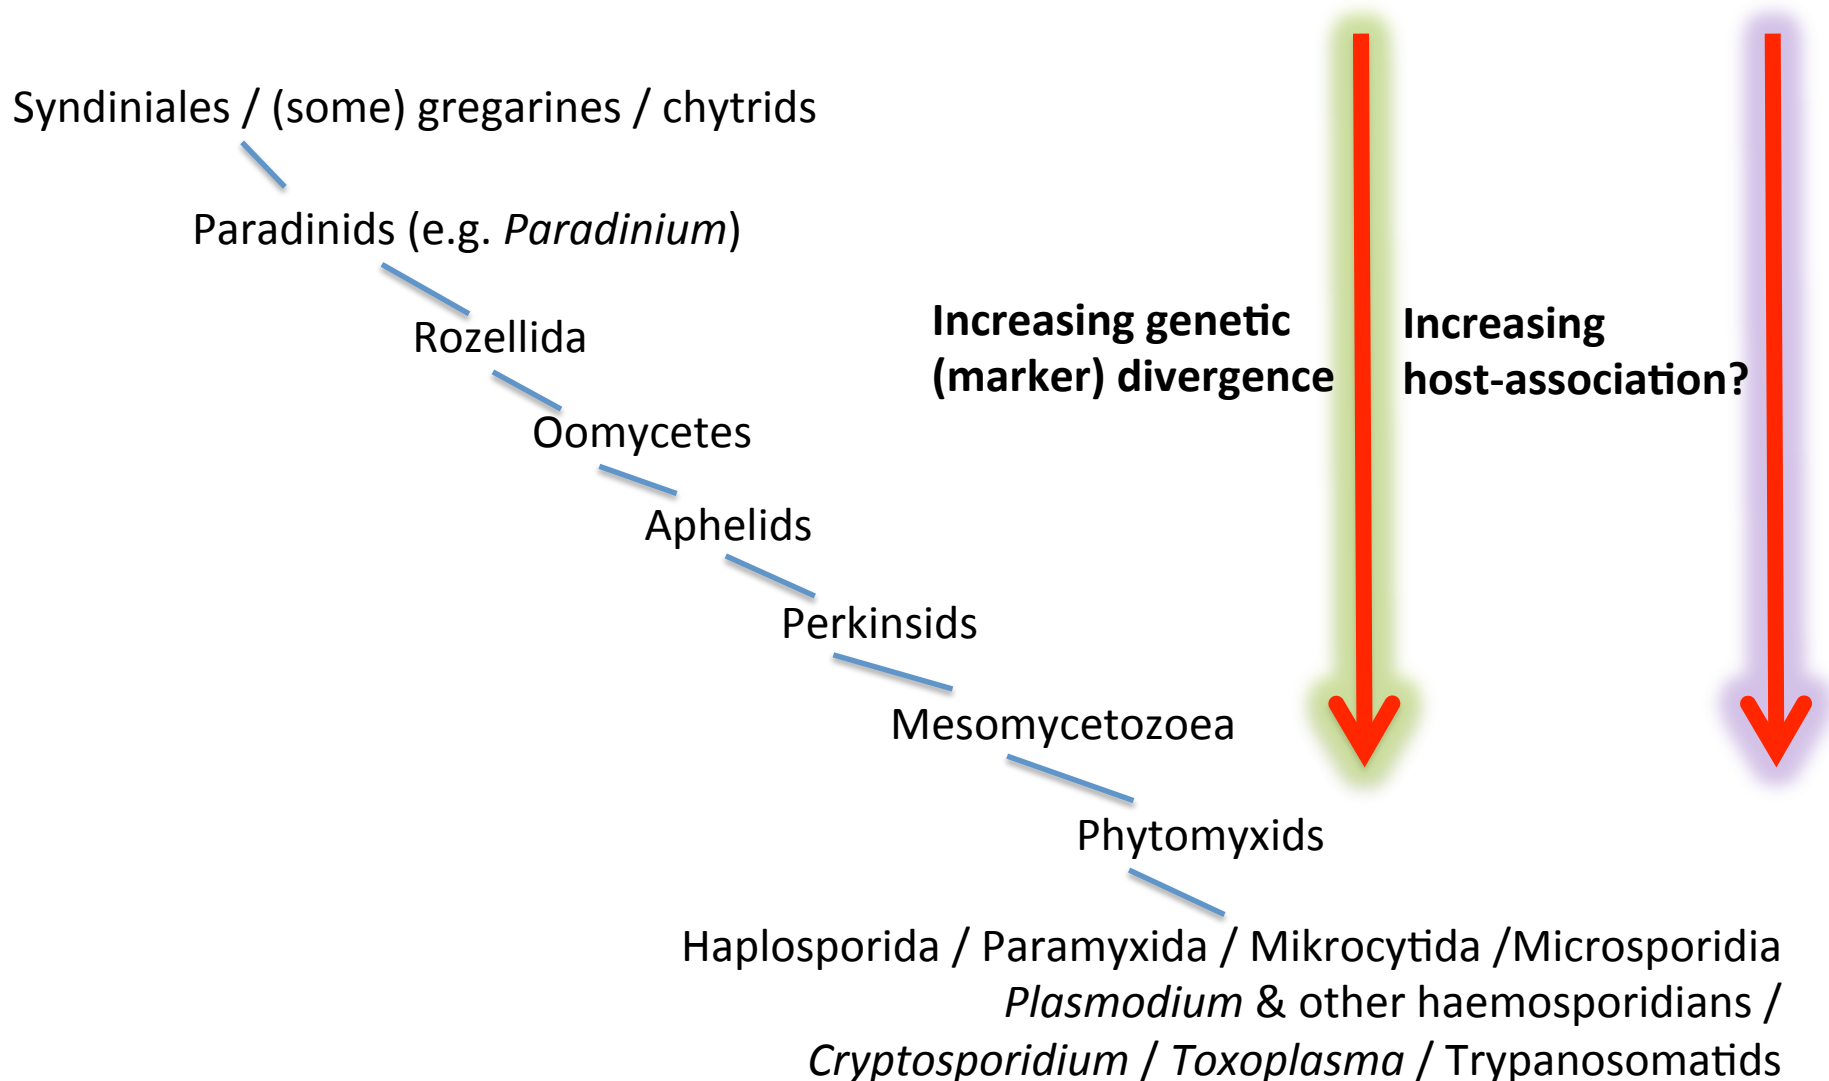 Syndiniales / (some) gregarines / chytrids
Paradinids (e.g. Paradinium)
Rozellida
Increasing genetic
(marker) divergence
Increasing
host-association?
Oomycetes
Aphelids
Perkinsids
Mesomycetozoea
Phytomyxids
Haplosporida / Paramyxida / Mikrocytida /Microsporidia
Plasmodium & other haemosporidians /
Cryptosporidium / Toxoplasma / Trypanosomatids